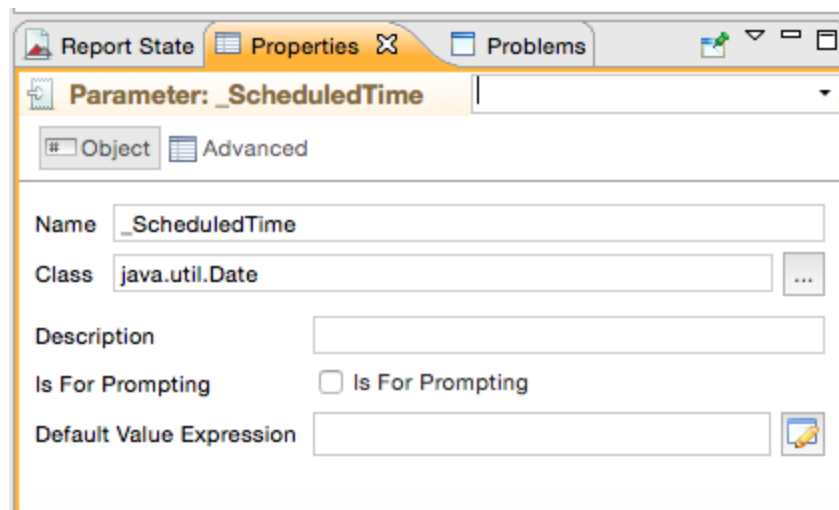 Report State Properties Problems
Parameter: _ScheduledTime
# Object Advanced
Name _ScheduledTime
Class java.util.Date ...
Description
Is For Prompting Is For Prompting
Default Value Expression